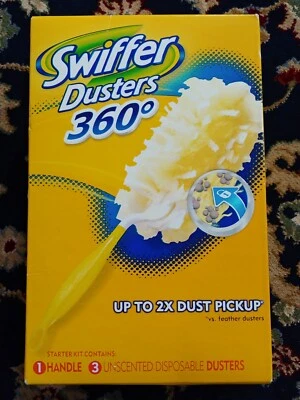 Swiffer
Dusters
360°
UP TO 2X DUST PICKUP*
*vs. feather dusters
STARTER KIT CONTAINS:
1 HANDLE 3 UNSCENTED DISPOSABLE DUSTERS